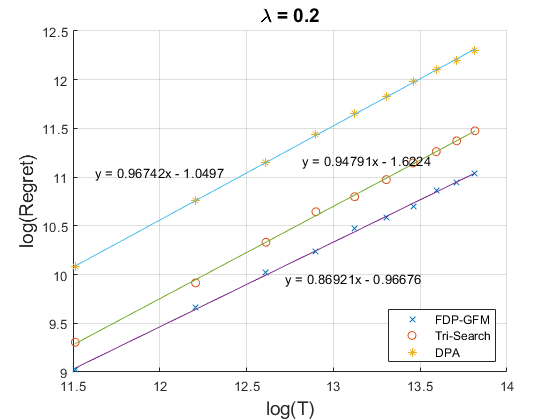 λ = 0.2
12.5
12
11.5
11
10.5
10
9.5
9
log(Regret)
y = 0.94791x - 1.6224
y = 0.96742x - 1.0497
y = 0.86921x - 0.96676
FDP-GFM
Tri-Search
DPA
11.5 12 12.5 13 13.5 14
log(T)